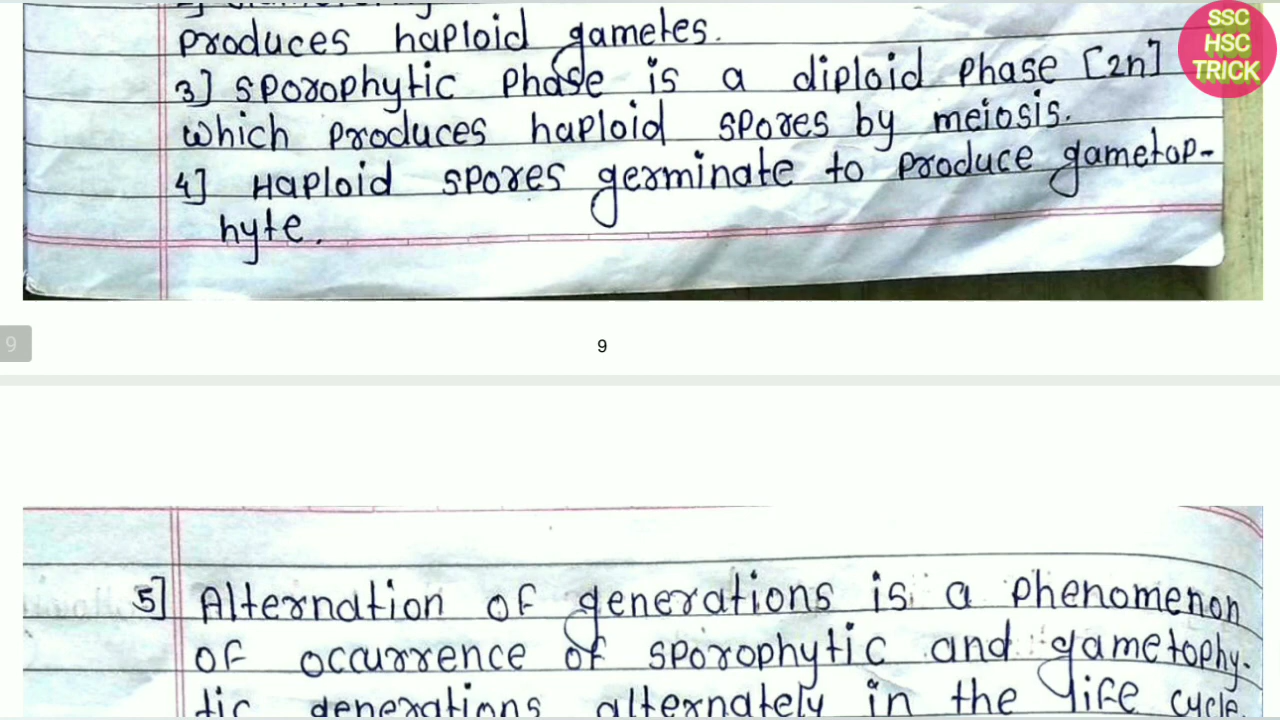 produces haploid gametes.
SSC
HSC
TRICK
3] sporophytic phase is a diploid phase [2n]
which produces haploid spores by meiosis.
4] Haploid spores germinate to produce gametop-
hyte.
9
9
5] Alternation of generations is a phenomenon
of occurrence of sporophytic and gametophy-
tic generations alternately in the life cycle.